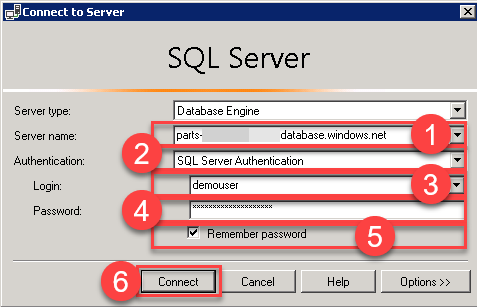 Connect to Server
SQL Server
Server type: Database Engine
Server name: parts- database.windows.net 1
2 Authentication: SQL Server Authentication
Login: demouser 3
4 Password: *******************
Remember password 5
6 Connect Cancel Help Options >>